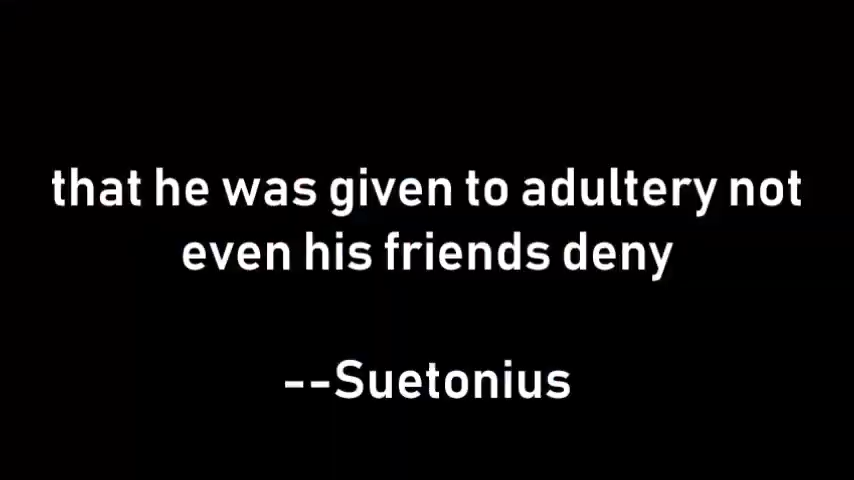 that he was given to adultery not
even his friends deny
--Suetonius